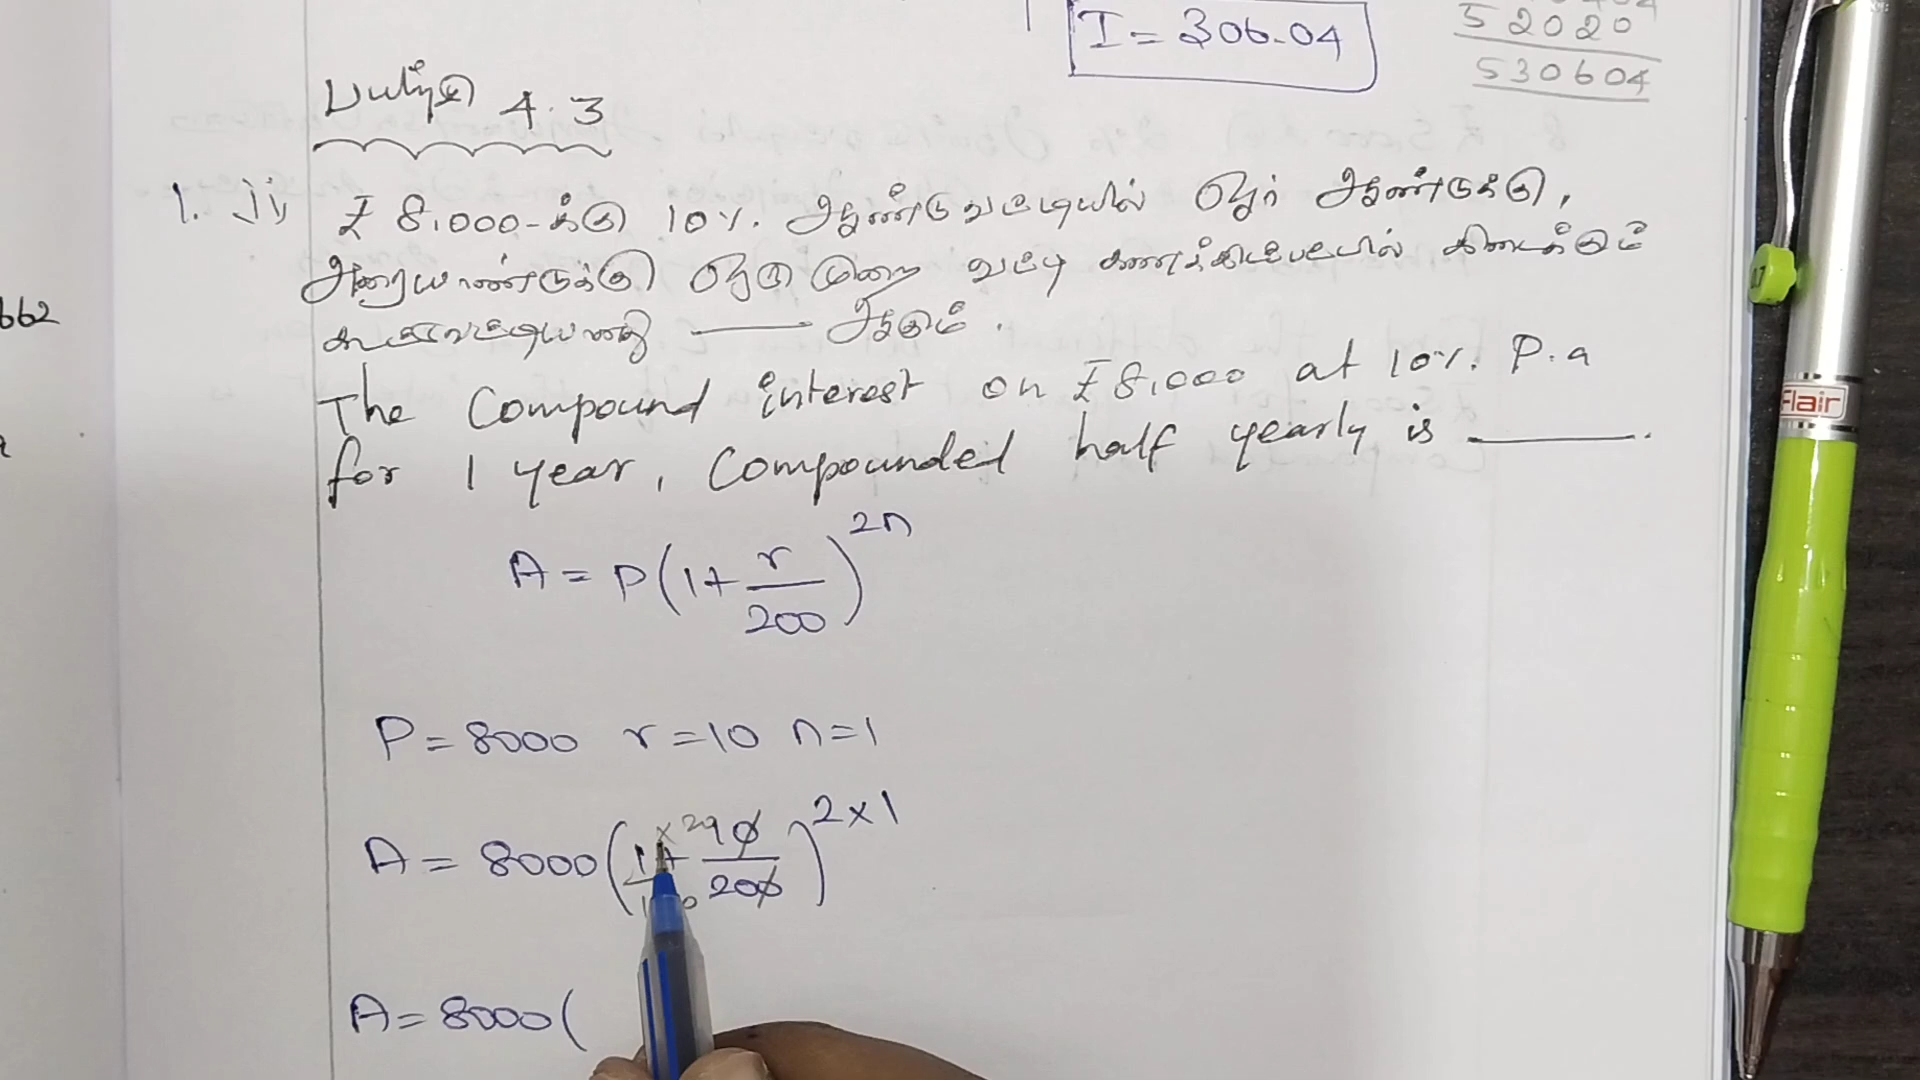 I = 306.04
52020
530604
பயிற்சி 4.3
1. ii) ₹ 8,000-க்கு 10%. ஆண்டு வட்டியில் ஓர் ஆண்டுக்கு,
அரையாண்டுக்கு ஒரு முறை வட்டி கணக்கிடப்பட்டால் கிடைக்கும்
கூட்டுவட்டியானது ——— ஆகும்.
The Compound interest on ₹8,000 at 10%. P.a
for 1 year, Compounded half yearly is ———.
A = P(1+ r/200)^2n
P = 8000 r = 10 n = 1
A = 8000(1+ 10/200)^2×1
A = 8000(
662
Flair